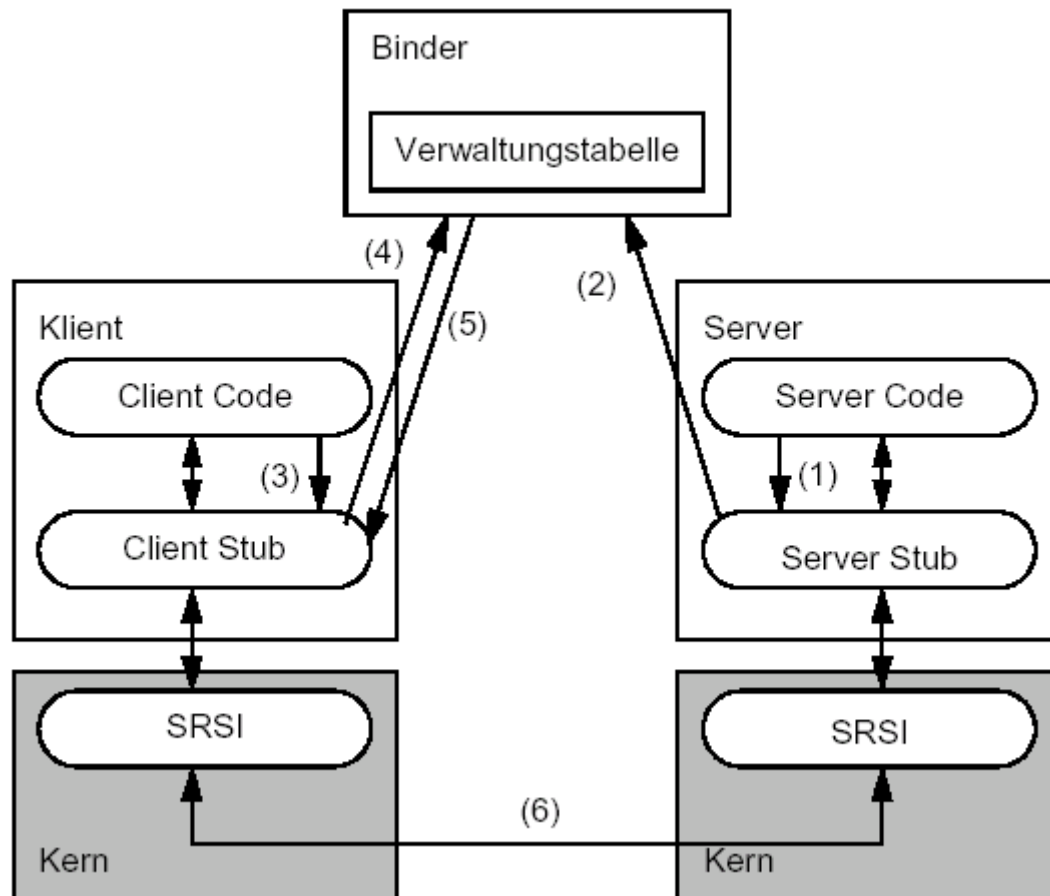 Binder
Verwaltungstabelle
(4)
(5)
(2)
Klient
Client Code
(3)
Client Stub
Server
Server Code
(1)
Server Stub
SRSI
Kern
SRSI
Kern
(6)